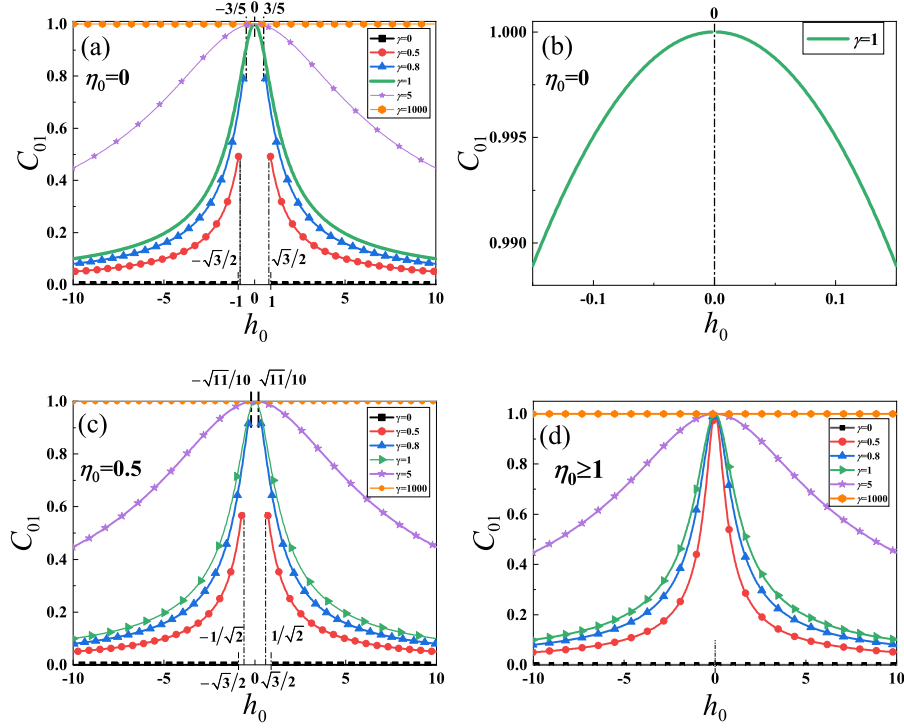 −3/5 0 3/5
(a)
η0=0
γ=0
γ=0.5
γ=0.8
γ=1
γ=5
γ=1000
1.0
0.8
0.6
0.4
0.2
0.0
C01
−√3/2
√3/2
-10 -5 -1 0 1 5 10
h0
0
(b)
η0=0
γ=1
1.000
0.995
0.990
C01
-0.1 0.0 0.1
h0
−√11/10 0 √11/10
(c)
η0=0.5
γ=0
γ=0.5
γ=0.8
γ=1
γ=5
γ=1000
1.0
0.8
0.6
0.4
0.2
0.0
C01
−1/√2
1/√2
-10 -5 −√3/2 0 √3/2 5 10
h0
(d)
η0≥1
γ=0
γ=0.5
γ=0.8
γ=1
γ=5
γ=1000
1.0
0.8
0.6
0.4
0.2
0.0
C01
-10 -5 0 5 10
h0